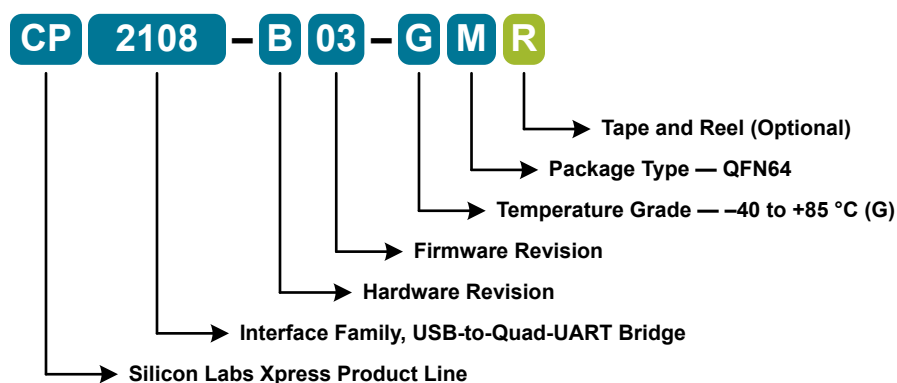 CP 2108 – B 03 – G M R
Tape and Reel (Optional)
Package Type — QFN64
Temperature Grade — –40 to +85 °C (G)
Firmware Revision
Hardware Revision
Interface Family, USB-to-Quad-UART Bridge
Silicon Labs Xpress Product Line